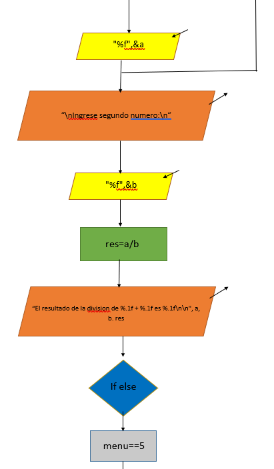 "%f",&a
"\nIngrese segundo numero:\n"
"%f",&b
res=a/b
"El resultado de la division de %.1f ÷ %.1f es %.1f\n\n", a,
b. res
If else
menu==5